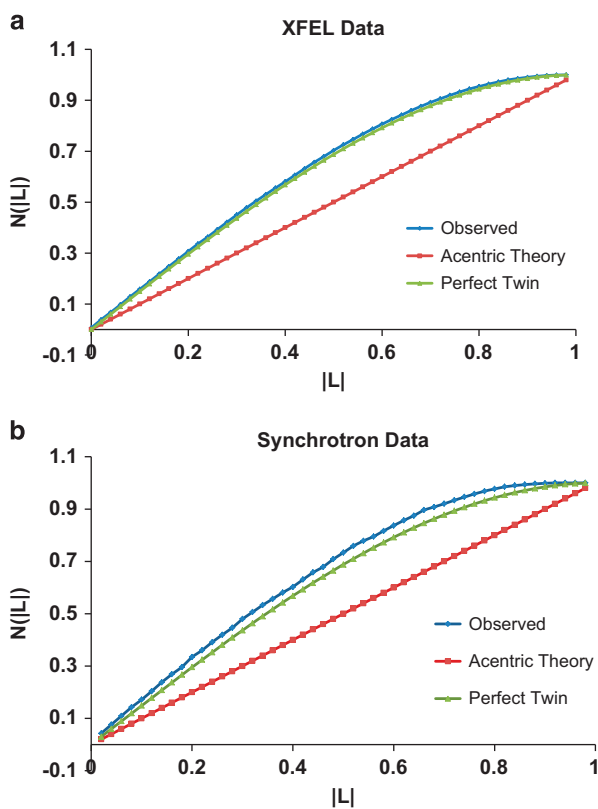 a
XFEL Data
1.1
0.9
0.7
0.5
0.3
0.1
-0.1
N(|L|)
0 0.2 0.4 0.6 0.8 1
|L|
Observed
Acentric Theory
Perfect Twin
b
Synchrotron Data
1.1
0.9
0.7
0.5
0.3
0.1
-0.1
N(|L|)
0 0.2 0.4 0.6 0.8 1
|L|
Observed
Acentric Theory
Perfect Twin